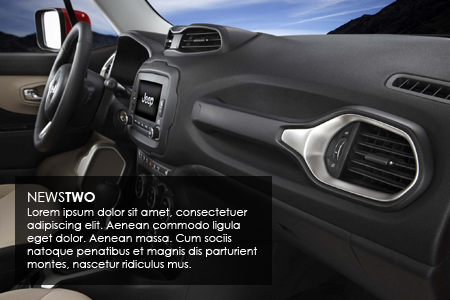 Jeep
NEWSTWO
Lorem ipsum dolor sit amet, consectetuer
adipiscing elit. Aenean commodo ligula
eget dolor. Aenean massa. Cum sociis
natoque penatibus et magnis dis parturient
montes, nascetur ridiculus mus.